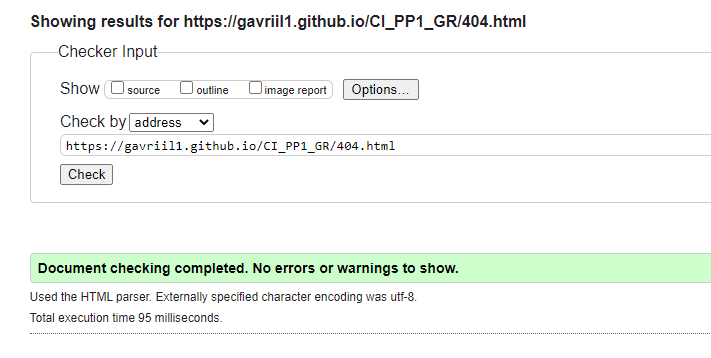 Showing results for https://gavriil1.github.io/CI_PP1_GR/404.html
Checker Input
Show source outline image report Options...
Check by address
https://gavriil1.github.io/CI_PP1_GR/404.html
Check
Document checking completed. No errors or warnings to show.
Used the HTML parser. Externally specified character encoding was utf-8.
Total execution time 95 milliseconds.